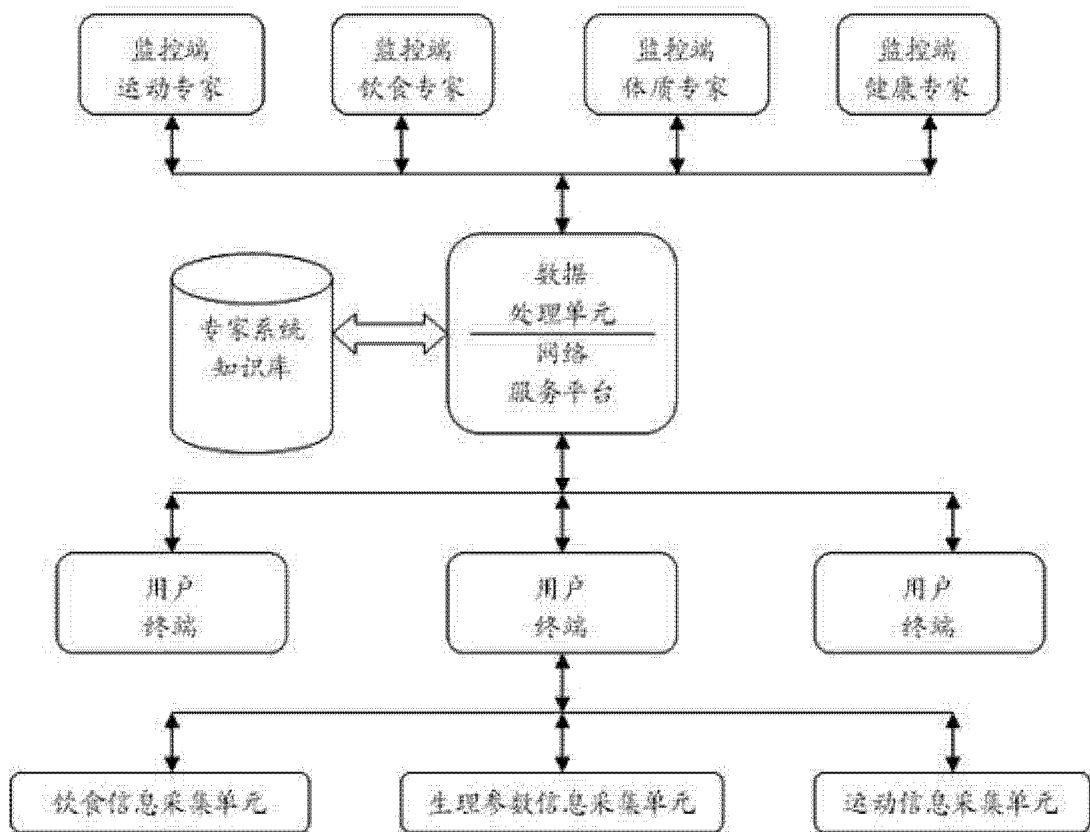 监控端
运动专家
监控端
饮食专家
监控端
体质专家
监控端
健康专家
专家系统
知识库
数据
处理单元
网络
服务平台
用户
终端
用户
终端
用户
终端
饮食信息采集单元
生理参数信息采集单元
运动信息采集单元